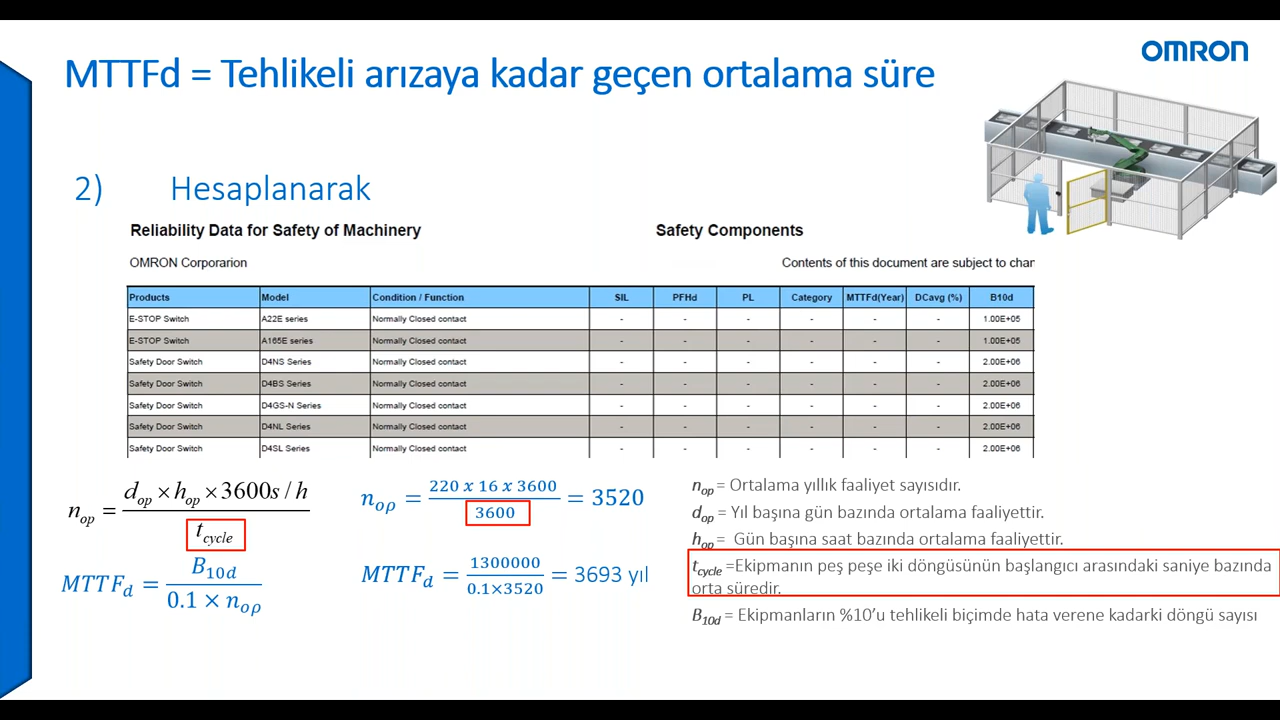 OMRON
MTTFd = Tehlikeli arızaya kadar geçen ortalama süre
2) Hesaplanarak
Reliability Data for Safety of Machinery Safety Components
OMRON Corporarion Contents of this document are subject to char
Products Model Condition / Function SIL PFHd PL Category MTTFd(Year) DCavg (%) B10d
E-STOP Switch A22E series Normally Closed contact - - - - - - 1.00E+05
E-STOP Switch A165E series Normally Closed contact - - - - - - 1.00E+05
Safety Door Switch D4NS Series Normally Closed contact - - - - - - 2.00E+06
Safety Door Switch D4BS Series Normally Closed contact - - - - - - 2.00E+06
Safety Door Switch D4GS-N Series Normally Closed contact - - - - - - 2.00E+06
Safety Door Switch D4NL Series Normally Closed contact - - - - - - 2.00E+06
Safety Door Switch D4SL Series Normally Closed contact - - - - - - 2.00E+06
n_op = (d_op × h_op × 3600s / h) / t_cycle
MTTF_d = B_10d / (0.1 × n_op)
n_op = (220 x 16 x 3600) / 3600 = 3520
MTTF_d = 1300000 / (0.1×3520) = 3693 yıl
n_op = Ortalama yıllık faaliyet sayısıdır.
d_op = Yıl başına gün bazında ortalama faaliyettir.
h_op = Gün başına saat bazında ortalama faaliyettir.
t_cycle =Ekipmanın peş peşe iki döngüsünün başlangıcı arasındaki saniye bazında
orta süredir.
B_10d = Ekipmanların %10’u tehlikeli biçimde hata verene kadarki döngü sayısı